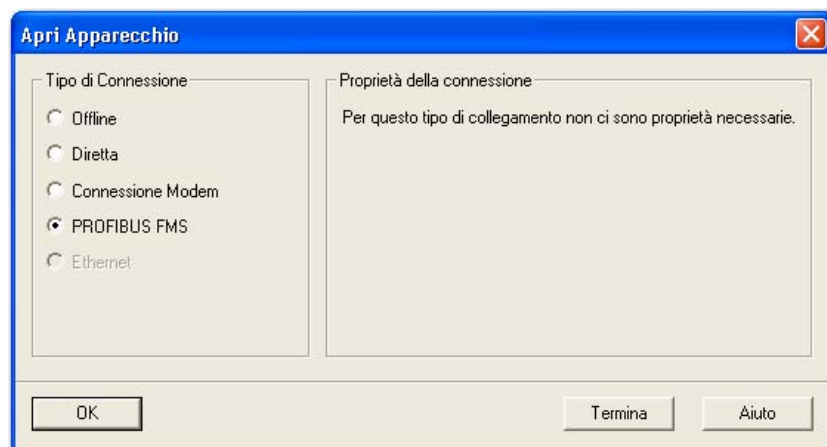 Apri Apparecchio
Tipo di Connessione
Offline
Diretta
Connessione Modem
PROFIBUS FMS
Ethernet
Proprietà della connessione
Per questo tipo di collegamento non ci sono proprietà necessarie.
OK
Termina
Aiuto